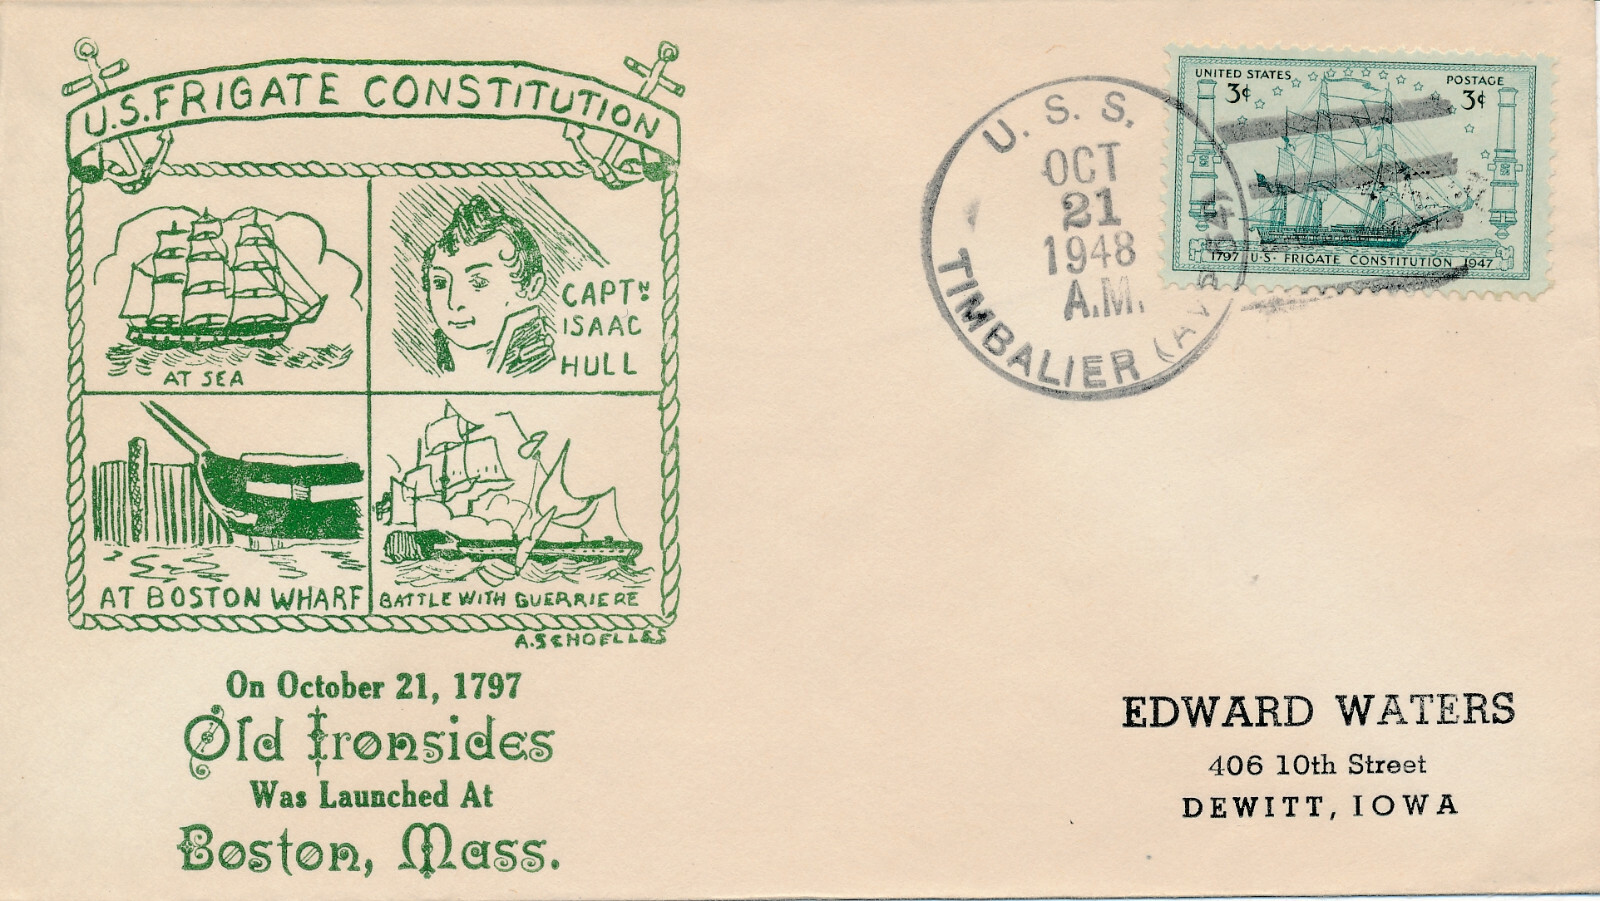 U.S. FRIGATE CONSTITUTION
AT SEA
CAPTN
ISAAC
HULL
AT BOSTON WHARF
BATTLE WITH GUERRIERE
A. SCHOELLES
On October 21, 1797
Old Ironsides
Was Launched At
Boston, Mass.
U. S. S.
OCT
21
1948
A.M.
TIMBALIER (AVP 54)
UNITED STATES POSTAGE
3¢ 3¢
1797 U·S· FRIGATE CONSTITUTION 1947
EDWARD WATERS
406 10th Street
DEWITT, IOWA